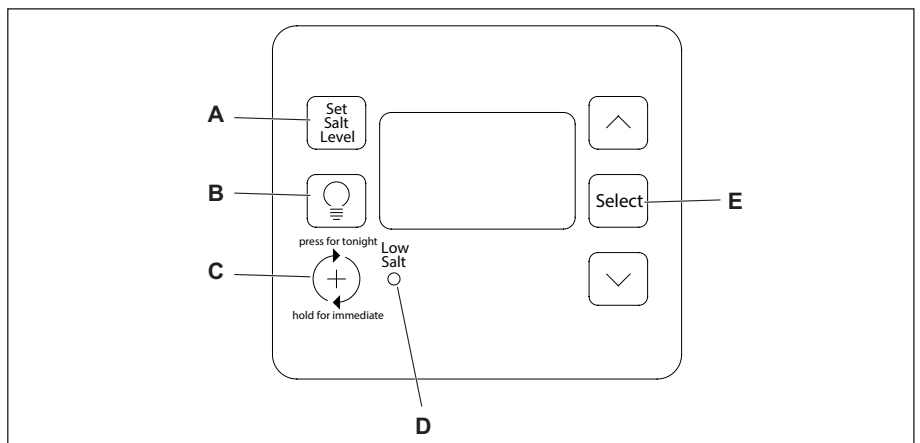 A
Set
Salt
Level
B
Select
E
press for tonight
Low
Salt
C
hold for immediate
D